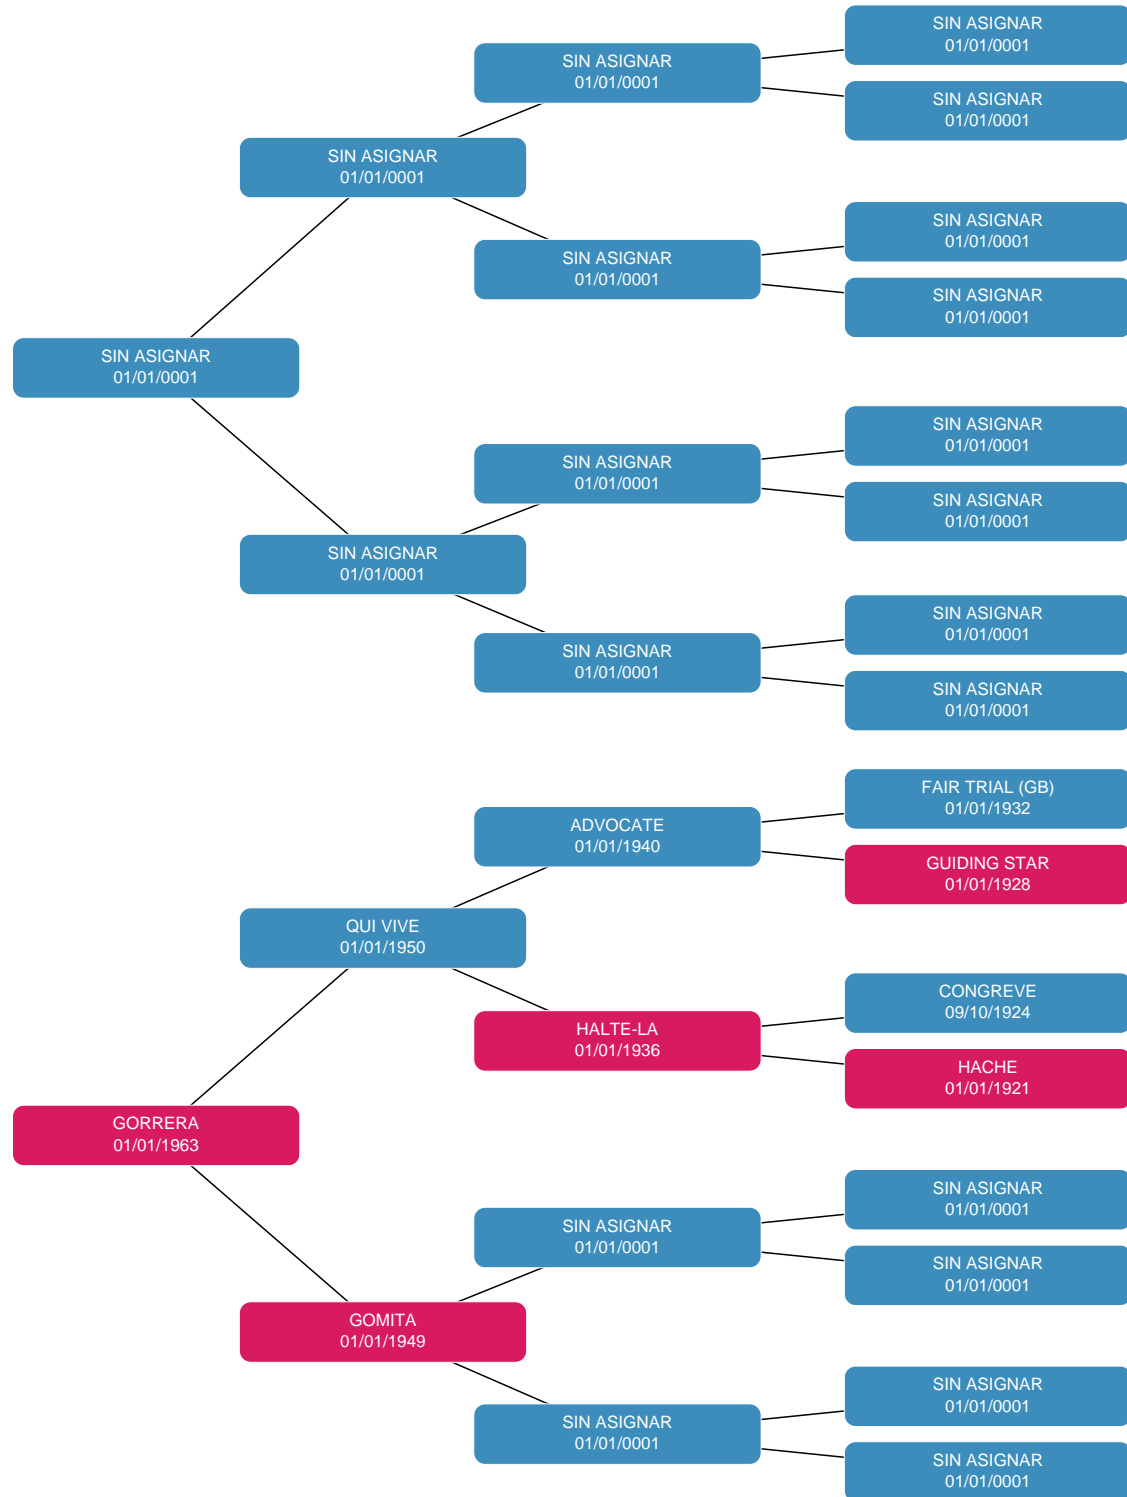 SIN ASIGNAR
01/01/0001
SIN ASIGNAR
01/01/0001
SIN ASIGNAR
01/01/0001
SIN ASIGNAR
01/01/0001
SIN ASIGNAR
01/01/0001
SIN ASIGNAR
01/01/0001
SIN ASIGNAR
01/01/0001
SIN ASIGNAR
01/01/0001
SIN ASIGNAR
01/01/0001
SIN ASIGNAR
01/01/0001
SIN ASIGNAR
01/01/0001
SIN ASIGNAR
01/01/0001
SIN ASIGNAR
01/01/0001
SIN ASIGNAR
01/01/0001
SIN ASIGNAR
01/01/0001
FAIR TRIAL (GB)
01/01/1932
ADVOCATE
01/01/1940
GUIDING STAR
01/01/1928
QUI VIVE
01/01/1950
CONGREVE
09/10/1924
HALTE-LA
01/01/1936
HACHE
01/01/1921
GORRERA
01/01/1963
SIN ASIGNAR
01/01/0001
SIN ASIGNAR
01/01/0001
SIN ASIGNAR
01/01/0001
GOMITA
01/01/1949
SIN ASIGNAR
01/01/0001
SIN ASIGNAR
01/01/0001
SIN ASIGNAR
01/01/0001